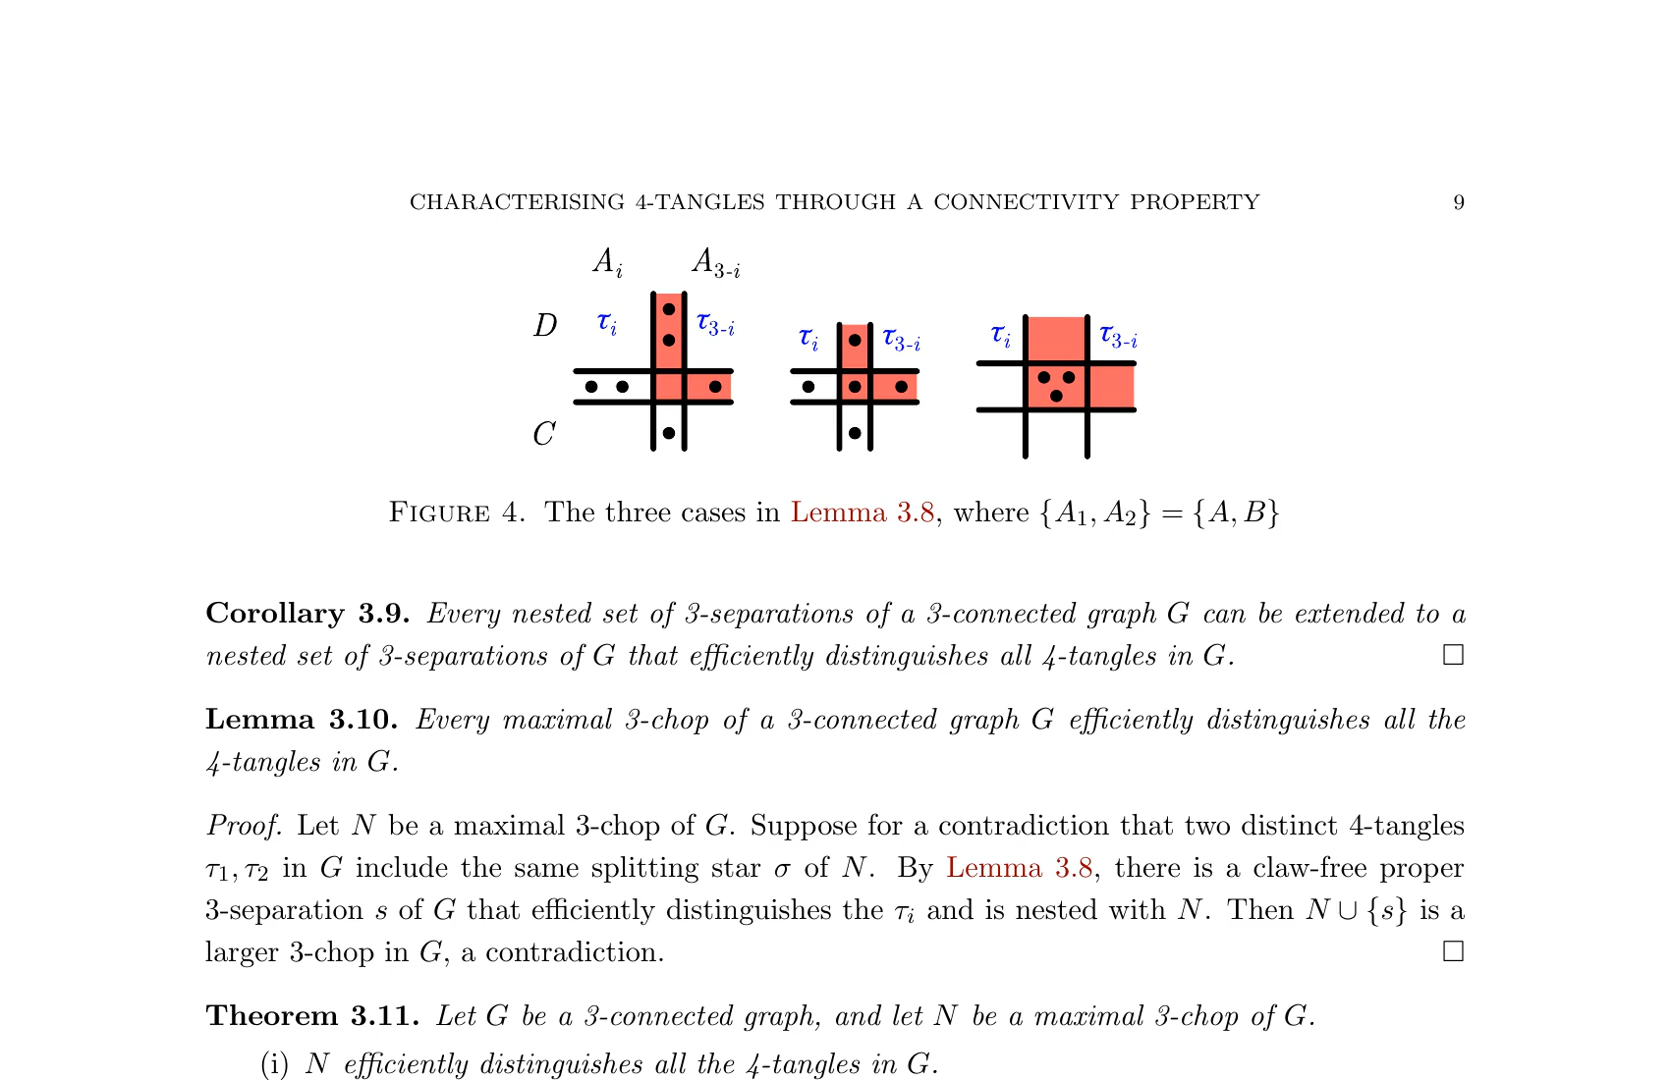 CHARACTERISING 4-TANGLES THROUGH A CONNECTIVITY PROPERTY 9
A_i A_{3-i}
D τ_i τ_{3-i} τ_i τ_{3-i} τ_i τ_{3-i}
C
FIGURE 4. The three cases in Lemma 3.8, where {A₁, A₂} = {A, B}
Corollary 3.9. Every nested set of 3-separations of a 3-connected graph G can be extended to a
nested set of 3-separations of G that efficiently distinguishes all 4-tangles in G. □
Lemma 3.10. Every maximal 3-chop of a 3-connected graph G efficiently distinguishes all the
4-tangles in G.
Proof. Let N be a maximal 3-chop of G. Suppose for a contradiction that two distinct 4-tangles
τ₁, τ₂ in G include the same splitting star σ of N. By Lemma 3.8, there is a claw-free proper
3-separation s of G that efficiently distinguishes the τ_i and is nested with N. Then N ∪ {s} is a
larger 3-chop in G, a contradiction. □
Theorem 3.11. Let G be a 3-connected graph, and let N be a maximal 3-chop of G.
(i) N efficiently distinguishes all the 4-tangles in G.